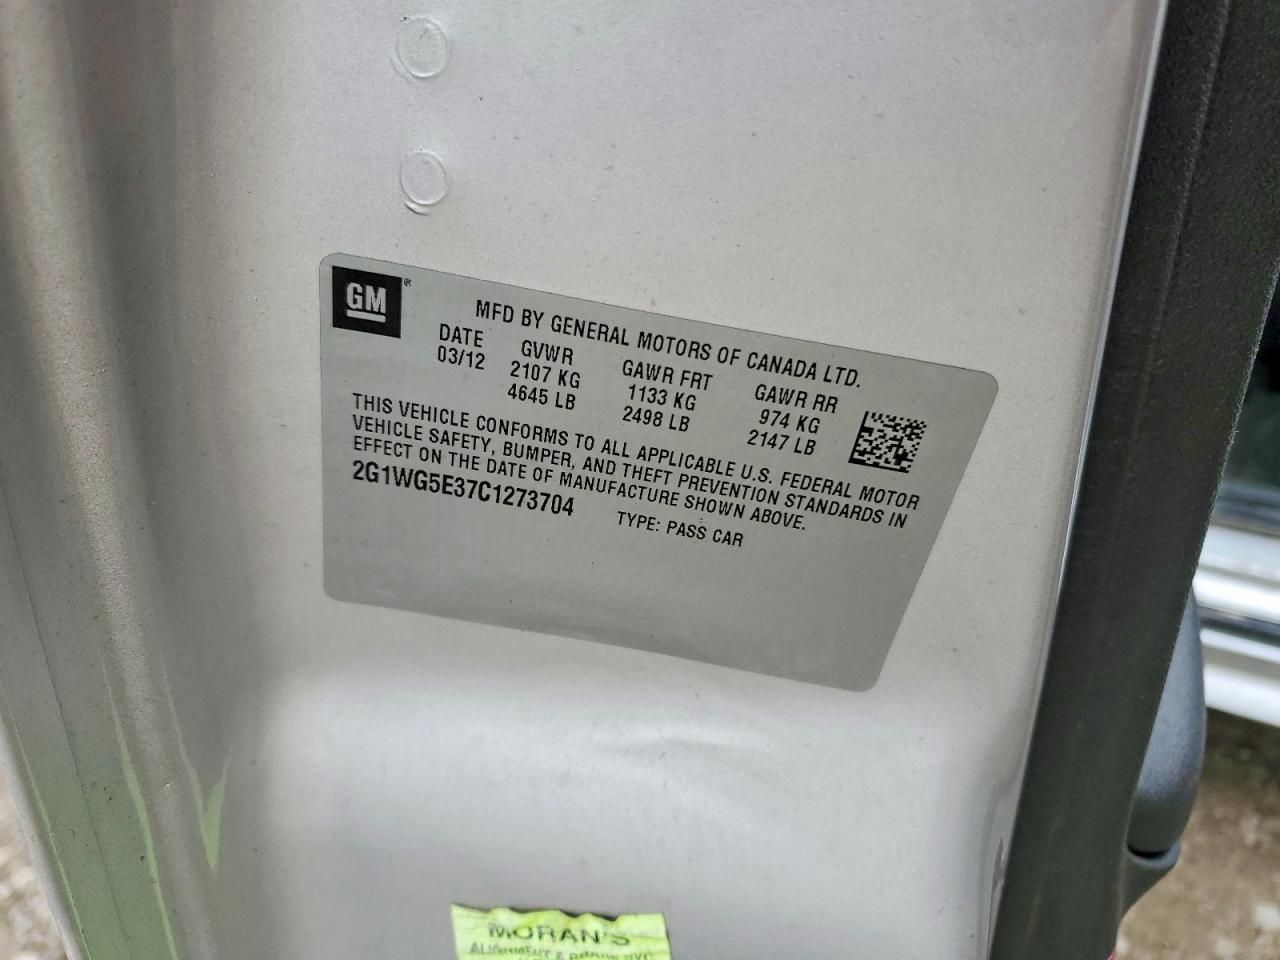 GM ®
MFD BY GENERAL MOTORS OF CANADA LTD.
DATE GVWR GAWR FRT GAWR RR
03/12 2107 KG 1133 KG 974 KG
4645 LB 2498 LB 2147 LB
THIS VEHICLE CONFORMS TO ALL APPLICABLE U.S. FEDERAL MOTOR
VEHICLE SAFETY, BUMPER, AND THEFT PREVENTION STANDARDS IN
EFFECT ON THE DATE OF MANUFACTURE SHOWN ABOVE.
2G1WG5E37C1273704 TYPE: PASS CAR
MORAN'S
ALIGNMENT & BRAKE SVC